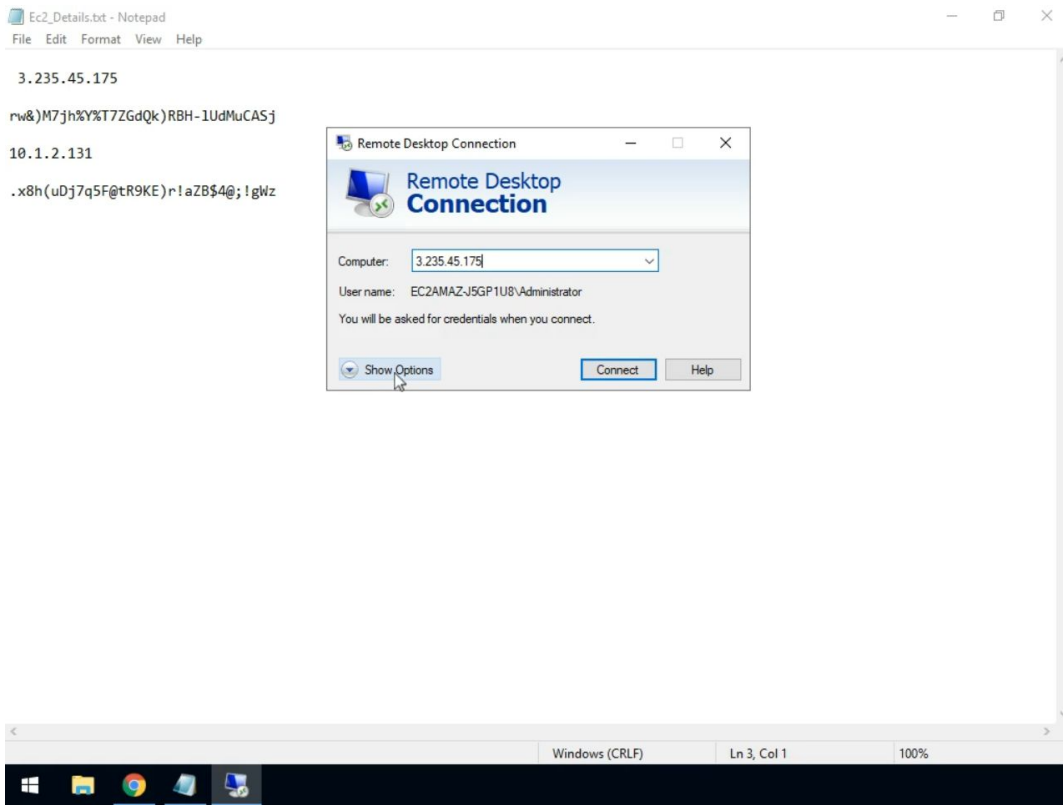 Ec2_Details.txt - Notepad
File Edit Format View Help
3.235.45.175
rw&)M7jh%Y%T7ZGdQk)RBH-lUdMuCASj
10.1.2.131
.x8h(uDj7q5F@tR9KE)r!aZB$4@;!gWz
Remote Desktop Connection
Remote Desktop
Connection
Computer: 3.235.45.175
User name: EC2AMAZ-J5GP1U8\Administrator
You will be asked for credentials when you connect.
Show Options Connect Help
Windows (CRLF) Ln 3, Col 1 100%